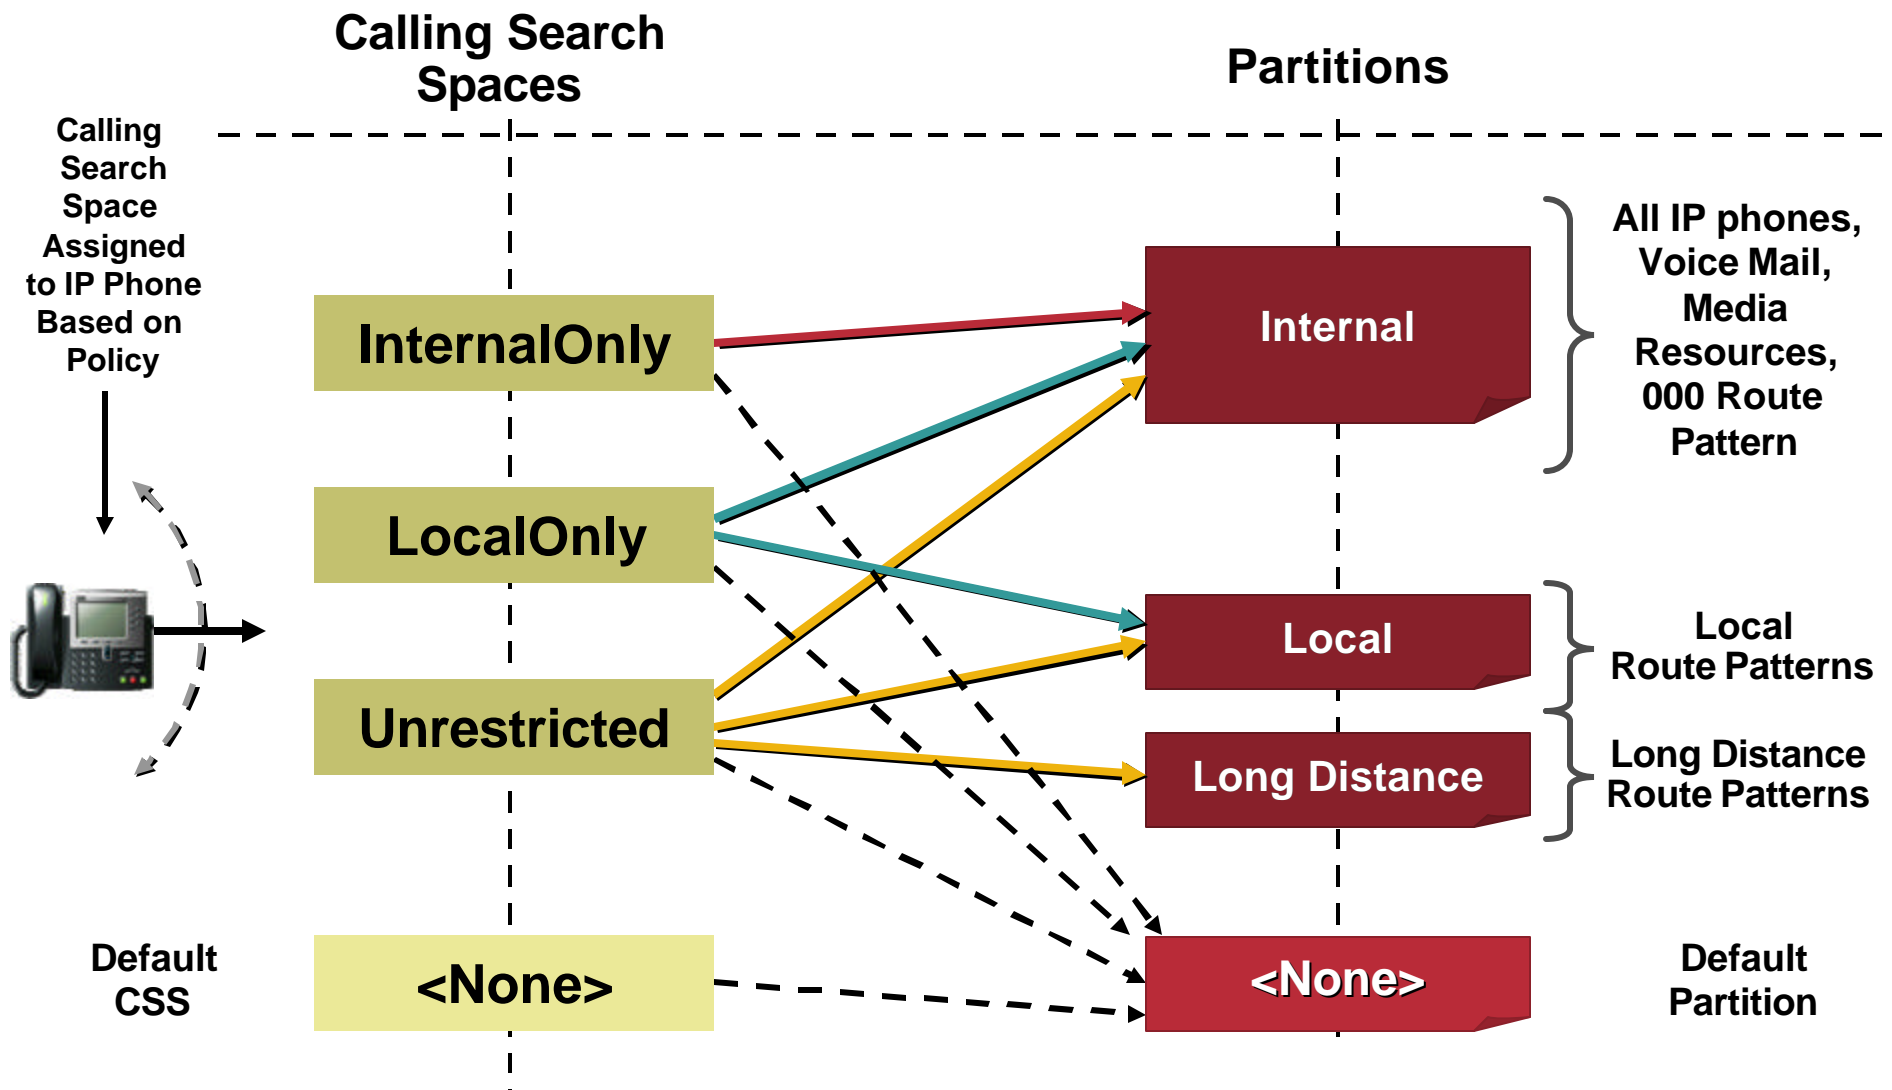 Calling Search
Spaces
Partitions
Calling
Search
Space
Assigned
to IP Phone
Based on
Policy
InternalOnly
LocalOnly
Unrestricted
Default
CSS
<None>
Internal
Local
Long Distance
<None>
All IP phones,
Voice Mail,
Media
Resources,
000 Route
Pattern
Local
Route Patterns
Long Distance
Route Patterns
Default
Partition